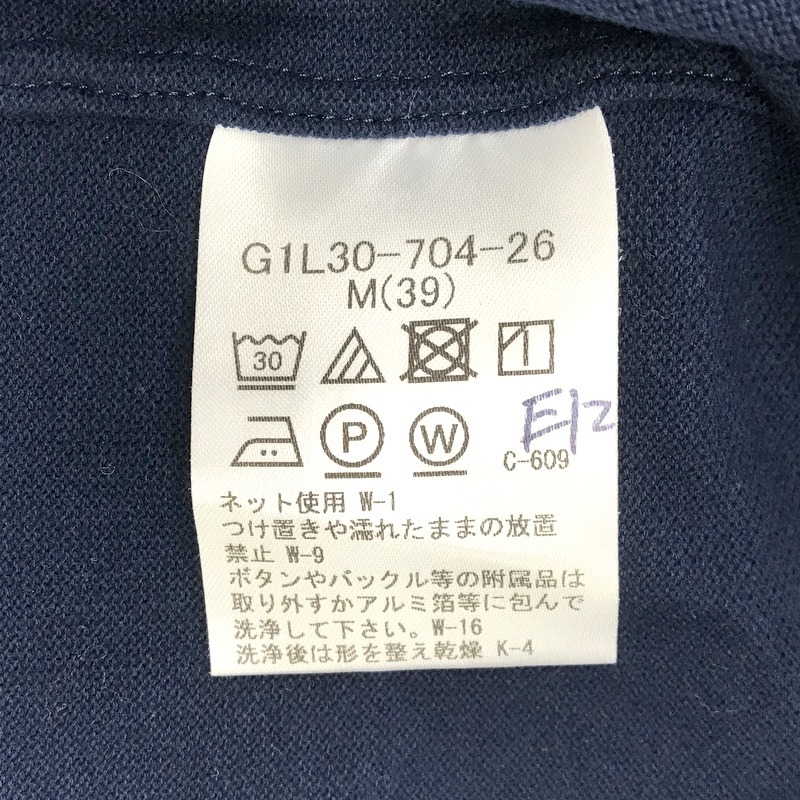 G1L30-704-26
M(39)
30
P W
C-609
ネット使用 W-1
つけ置きや濡れたままの放置
禁止 W-9
ボタンやバックル等の附属品は
取り外すかアルミ箔等に包んで
洗浄して下さい。W-16
洗浄後は形を整え乾燥 K-4